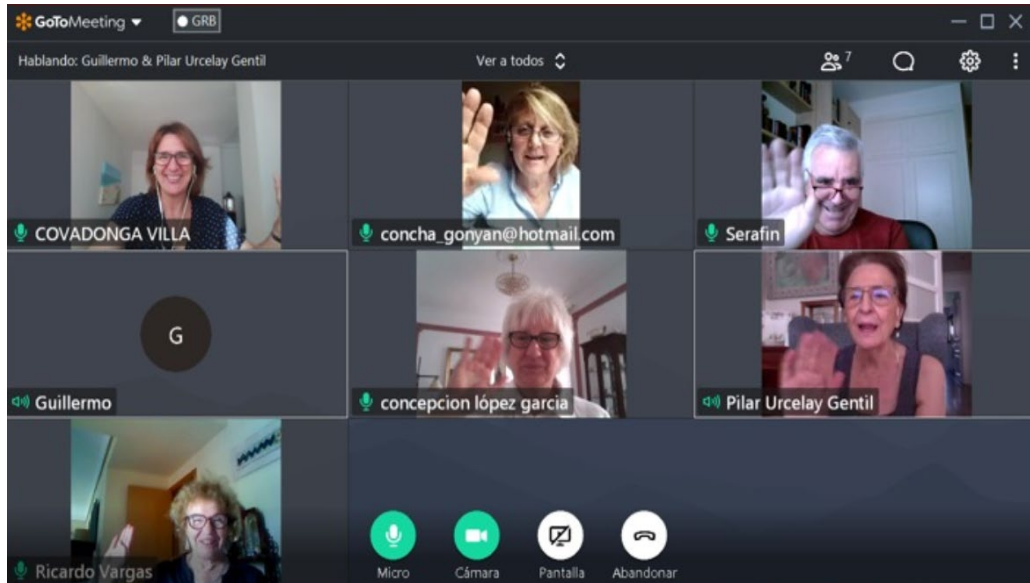 GoToMeeting GRB
Hablando: Guillermo & Pilar Urcelay Gentil Ver a todos 7
COVADONGA VILLA concha_gonyan@hotmail.com Serafin
G
Guillermo concepcion lópez garcia Pilar Urcelay Gentil
Ricardo Vargas
Micro Cámara Pantalla Abandonar